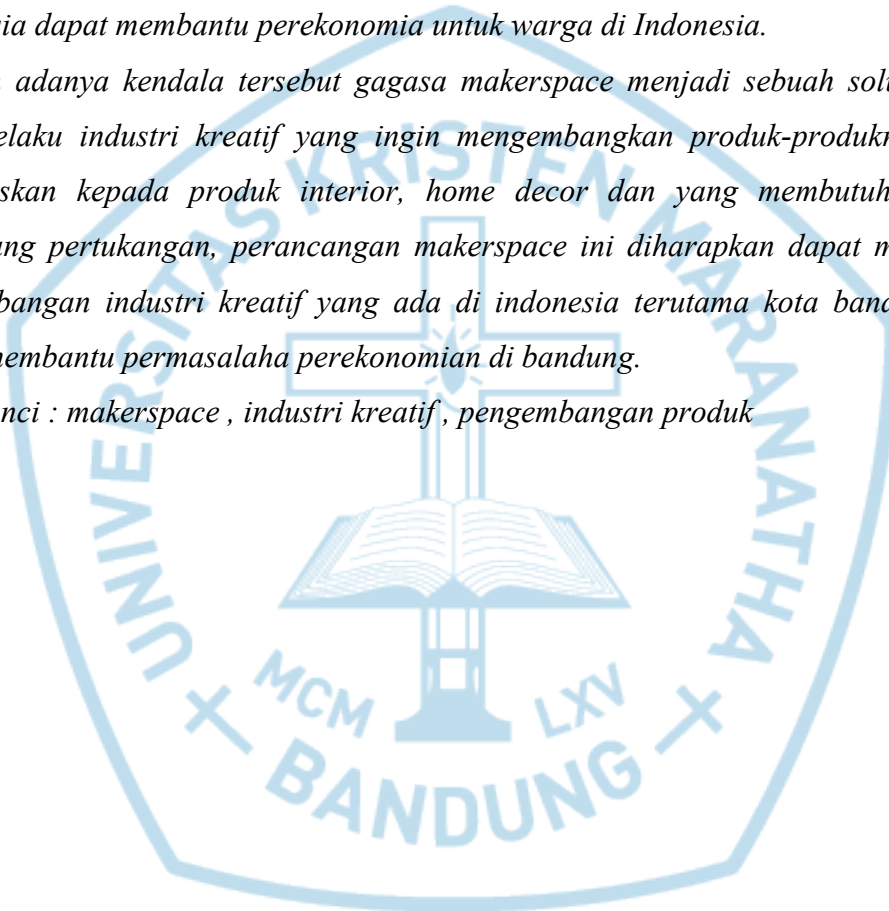 ia dapat membantu perekonomia untuk warga di Indonesia.
adanya kendala tersebut gagasa makerspace menjadi sebuah sol
elaku industri kreatif yang ingin mengembangkan produk-produk
skan kepada produk interior, home decor dan yang membutuh
ng pertukangan, perancangan makerspace ini diharapkan dapat m
bangan industri kreatif yang ada di indonesia terutama kota ban
membantu permasalaha perekonomian di bandung.
nci : makerspace , industri kreatif , pengembangan produk
UNIVERSITAS KRISTEN MARANATHA
MCM LXV
BANDUNG